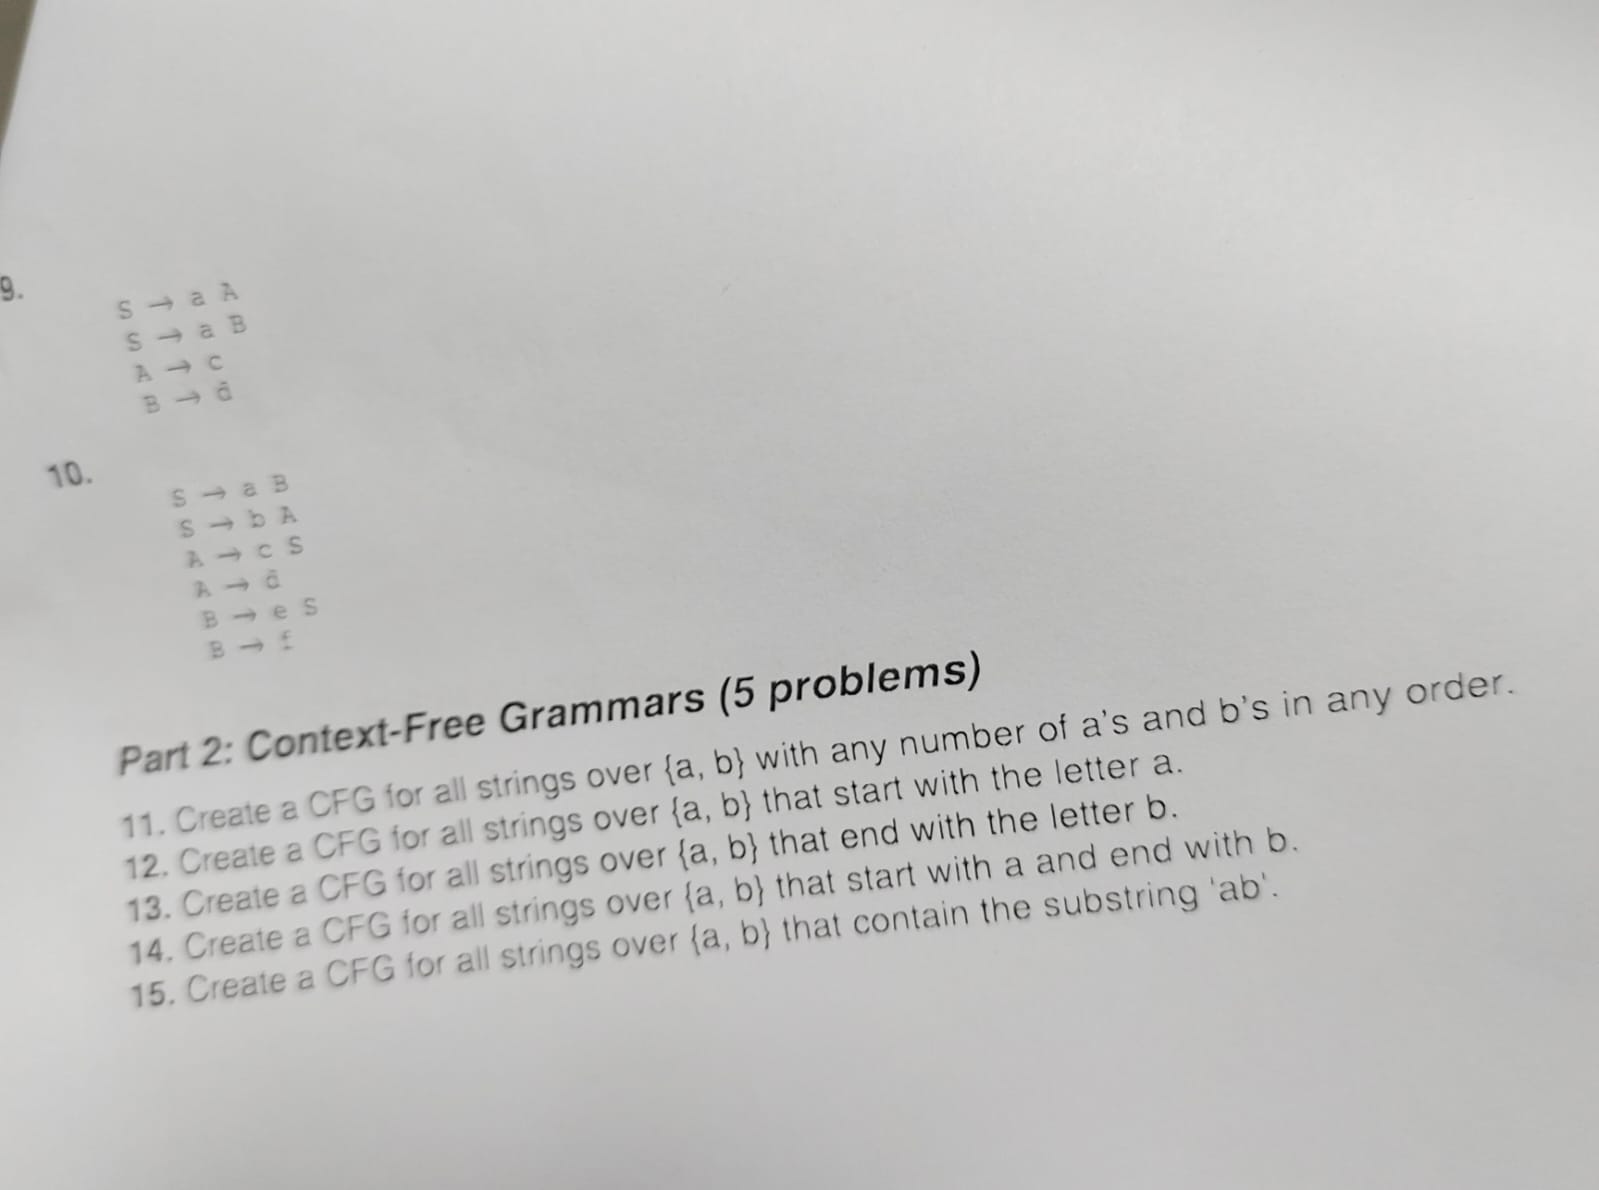 9.
S → a A
S → a B
A → c
B → d
10.
S → a B
S → b A
A → c S
A → d
B → e S
B → f
Part 2: Context-Free Grammars (5 problems)
11. Create a CFG for all strings over {a, b} with any number of a's and b's in any order.
12. Create a CFG for all strings over {a, b} that start with the letter a.
13. Create a CFG for all strings over {a, b} that end with the letter b.
14. Create a CFG for all strings over {a, b} that start with a and end with b.
15. Create a CFG for all strings over {a, b} that contain the substring 'ab'.